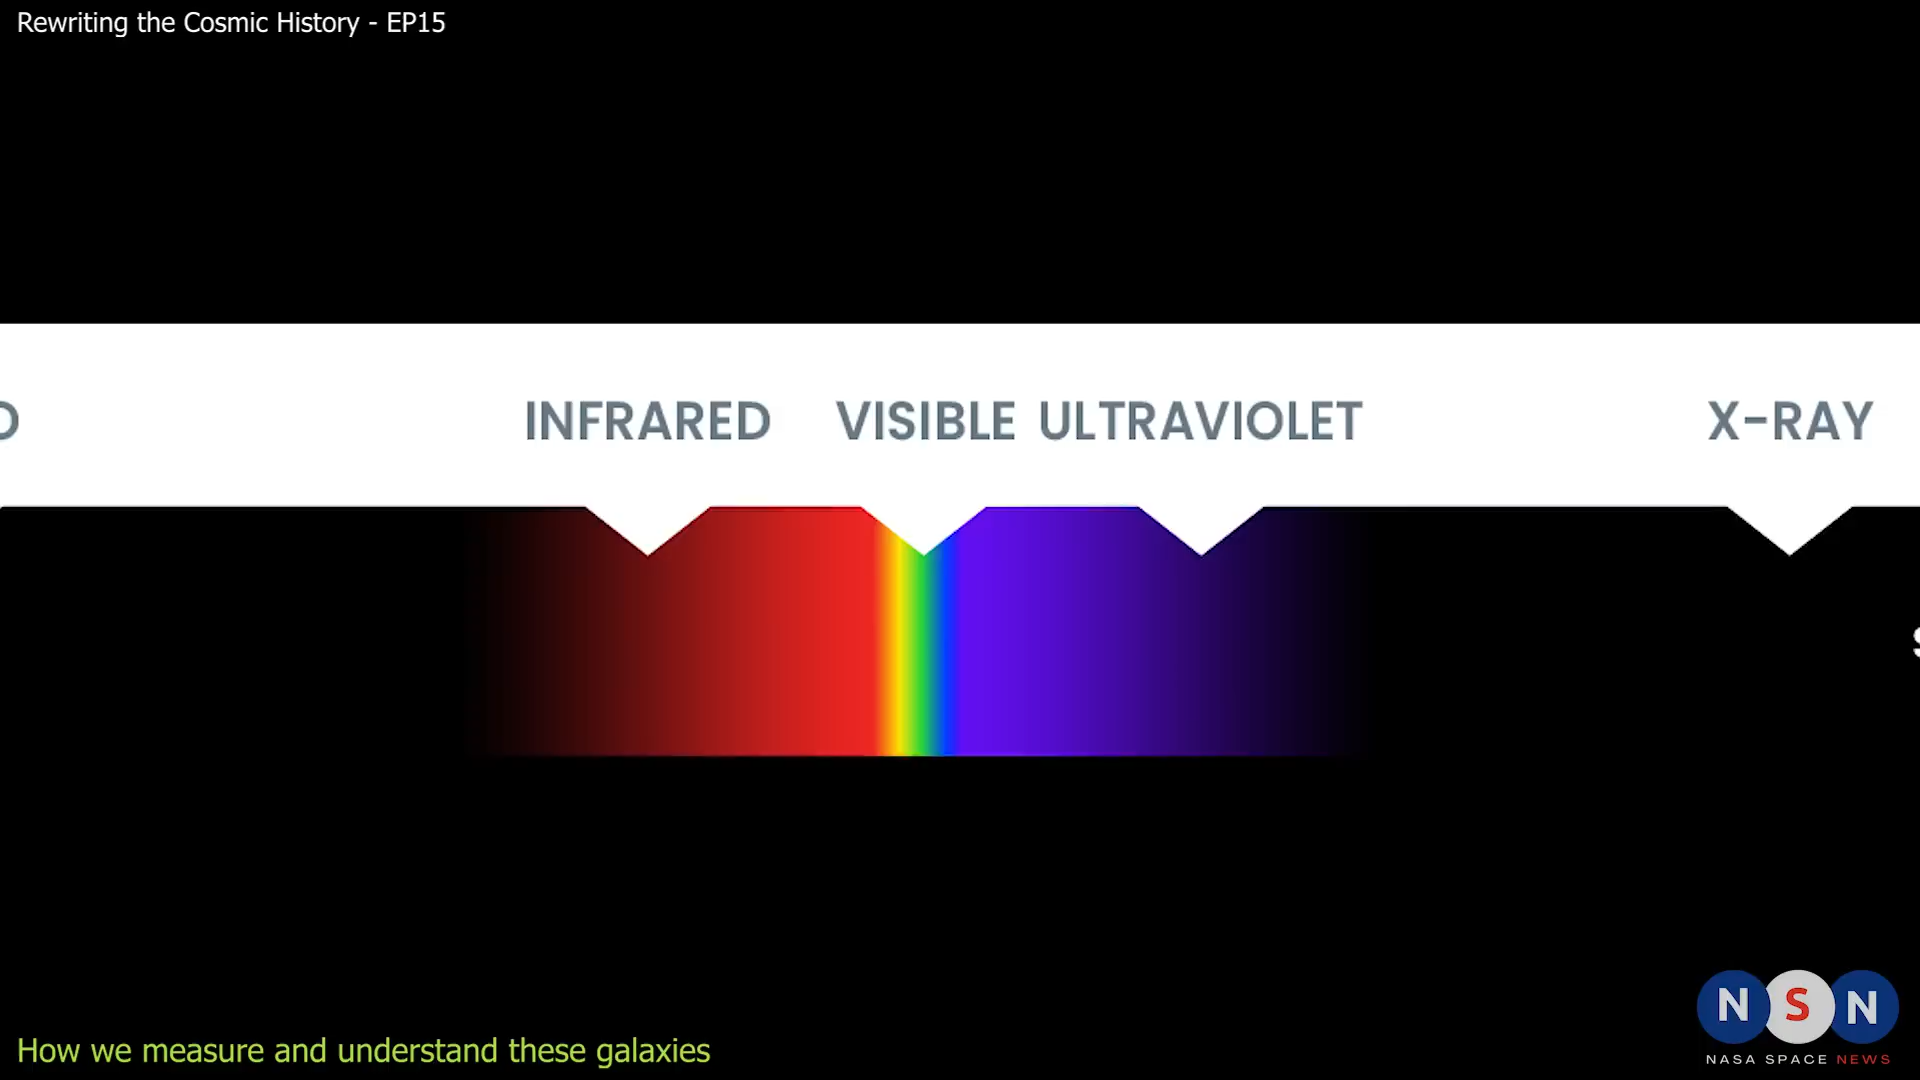 Rewriting the Cosmic History - EP15
INFRARED VISIBLE ULTRAVIOLET X-RAY
How we measure and understand these galaxies
NSN
NASA SPACE NEWS